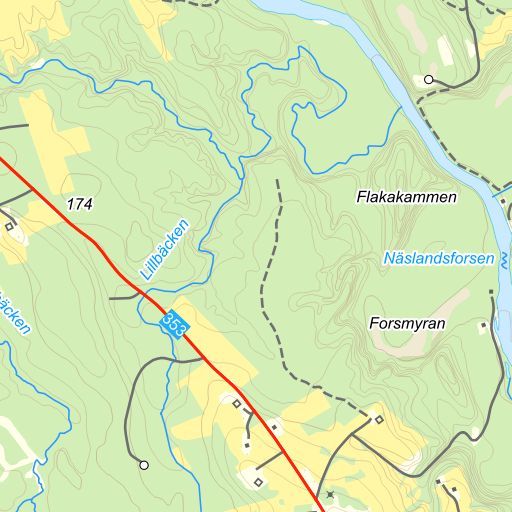 174
Flakakammen
Lillbäcken
Näslandsforsen
353
Forsmyran
bäcken